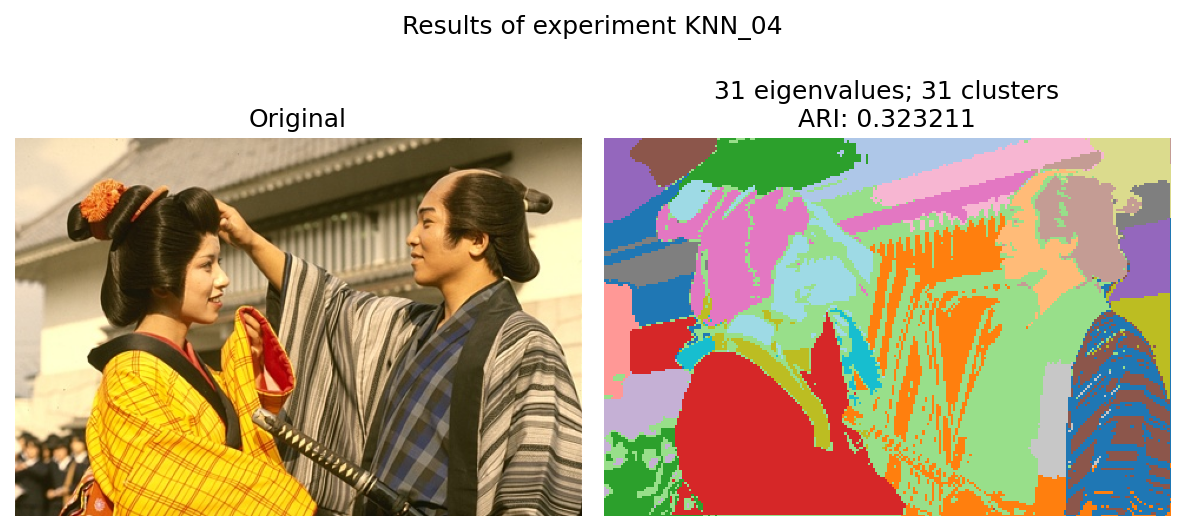 Results of experiment KNN_04
Original
31 eigenvalues; 31 clusters
ARI: 0.323211